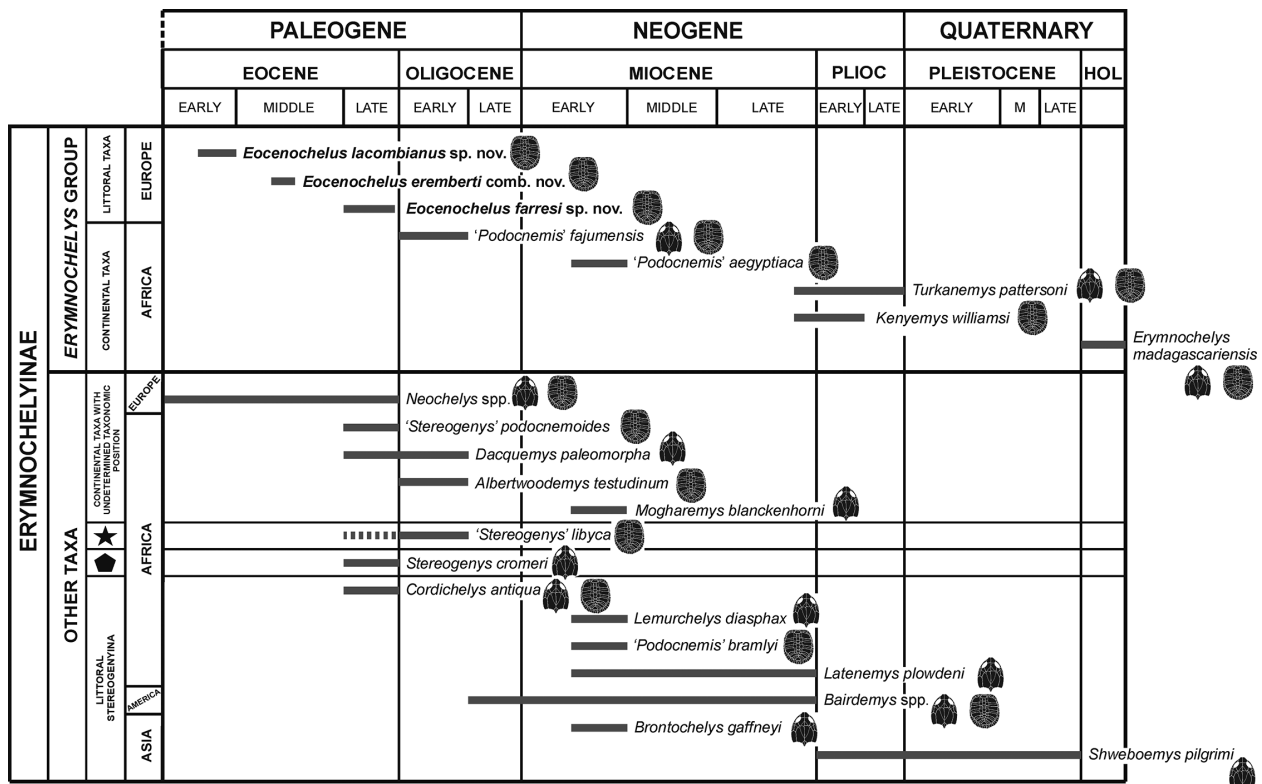 PALEOGENE NEOGENE QUATERNARY
EOCENE OLIGOCENE MIOCENE PLIOC PLEISTOCENE HOL
EARLY MIDDLE LATE EARLY LATE EARLY MIDDLE LATE EARLY LATE EARLY M LATE
ERYMNOCHELYINAE
ERYMNOCHELYS GROUP
LITTORAL TAXA
EUROPE
Eocenochelus lacombianus sp. nov.
Eocenochelus eremberti comb. nov.
Eocenochelus farresi sp. nov.
CONTINENTAL TAXA
AFRICA
‘Podocnemis’ fajumensis
‘Podocnemis’ aegyptiaca
Turkanemys pattersoni
Kenyemys williamsi
Erymnochelys
madagascariensis
OTHER TAXA
CONTINENTAL TAXA WITH
UNDETERMINED TAXONOMIC
POSITION
EUROPE
Neochelys spp.
AFRICA
‘Stereogenys’ podocnemoides
Dacquemys paleomorpha
Albertwoodemys testudinum
Mogharemys blanckenhorni
‘Stereogenys’ libyca
Stereogenys cromeri
LITTORAL
STEREOGENYINA
Cordichelys antiqua
Lemurchelys diasphax
‘Podocnemis’ bramlyi
Latenemys plowdeni
AMERICA
Bairdemys spp.
ASIA
Brontochelys gaffneyi
Shweboemys pilgrimi